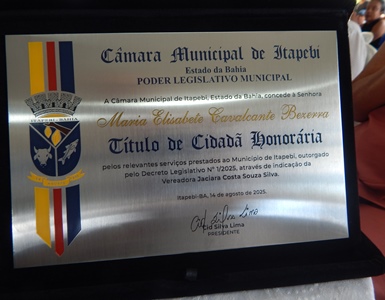 Câmara Municipal de Itapebi
Estado da Bahia
PODER LEGISLATIVO MUNICIPAL
A Câmara Municipal de Itapebi, Estado da Bahia, concede à Senhora
Maria Elisabete Cavalcante Bezerra
Título de Cidadã Honorária
pelos relevantes serviços prestados ao Município de Itapebi, outorgado
pelo Decreto Legislativo Nº 1/2025, através de indicação da
Vereadora Jaciara Costa Souza Silva.
Itapebi-BA, 14 de agosto de 2025.
Cid Silva Lima
PRESIDENTE
ITAPEBI, BAHIA